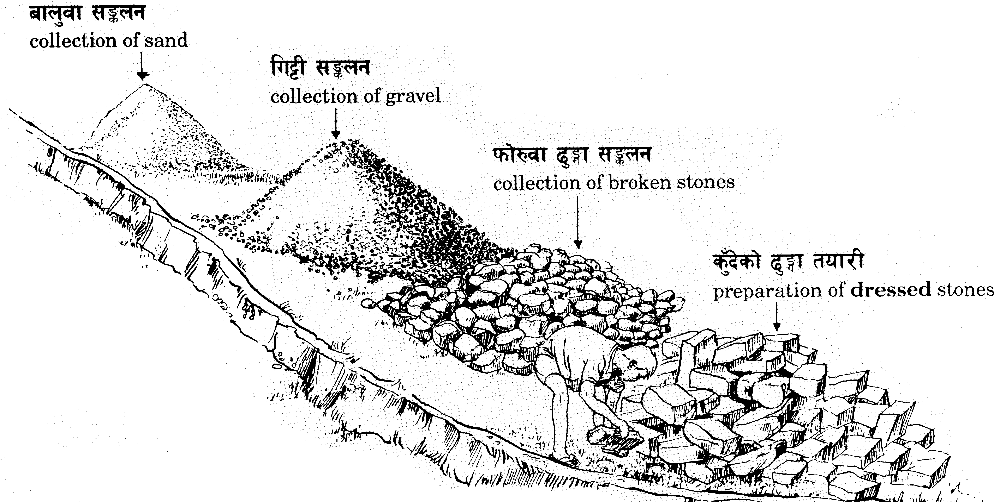 बालुवा सङ्कलन
collection of sand
गिट्टी सङ्कलन
collection of gravel
फोरुवा ढुङ्गा सङ्कलन
collection of broken stones
कुँदेको ढुङ्गा तयारी
preparation of dressed stones